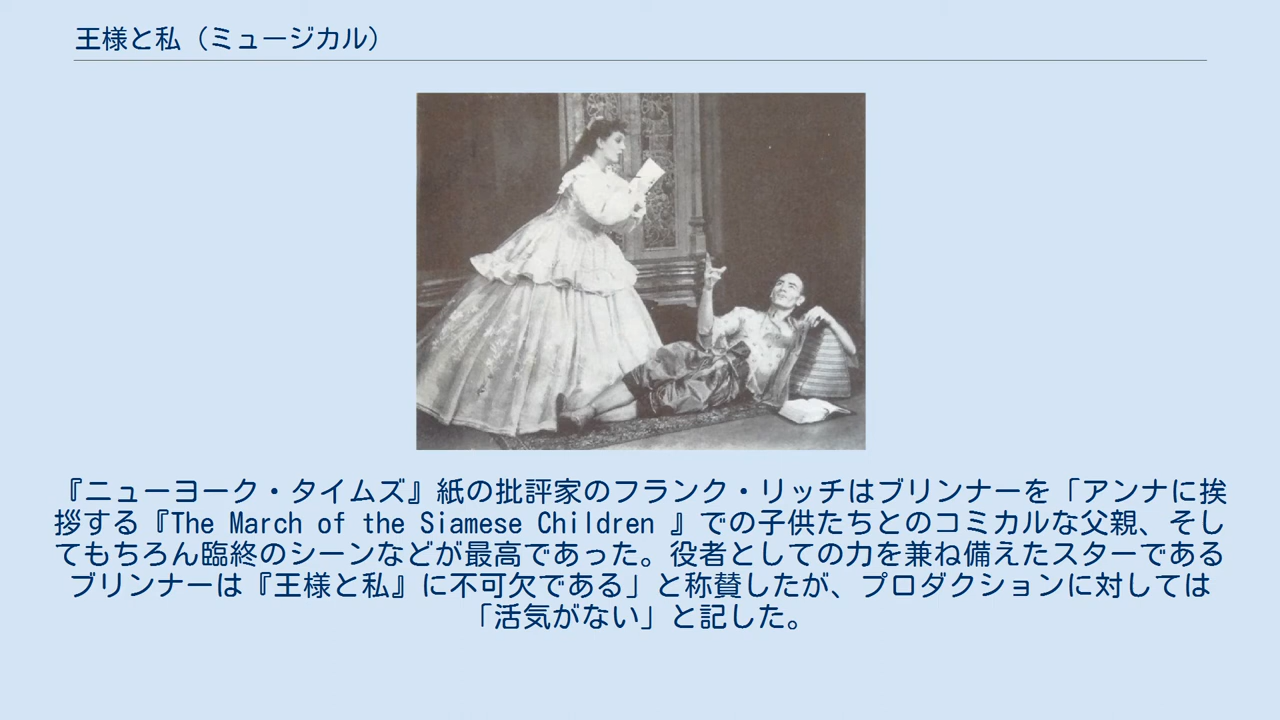 王様と私（ミュージカル）
『ニューヨーク・タイムズ』紙の批評家のフランク・リッチはブリンナーを「アンナに挨
拶する『The March of the Siamese Children 』での子供たちとのコミカルな父親、そし
てもちろん臨終のシーンなどが最高であった。役者としての力を兼ね備えたスターである
ブリンナーは『王様と私』に不可欠である」と称賛したが、プロダクションに対しては
「活気がない」と記した。